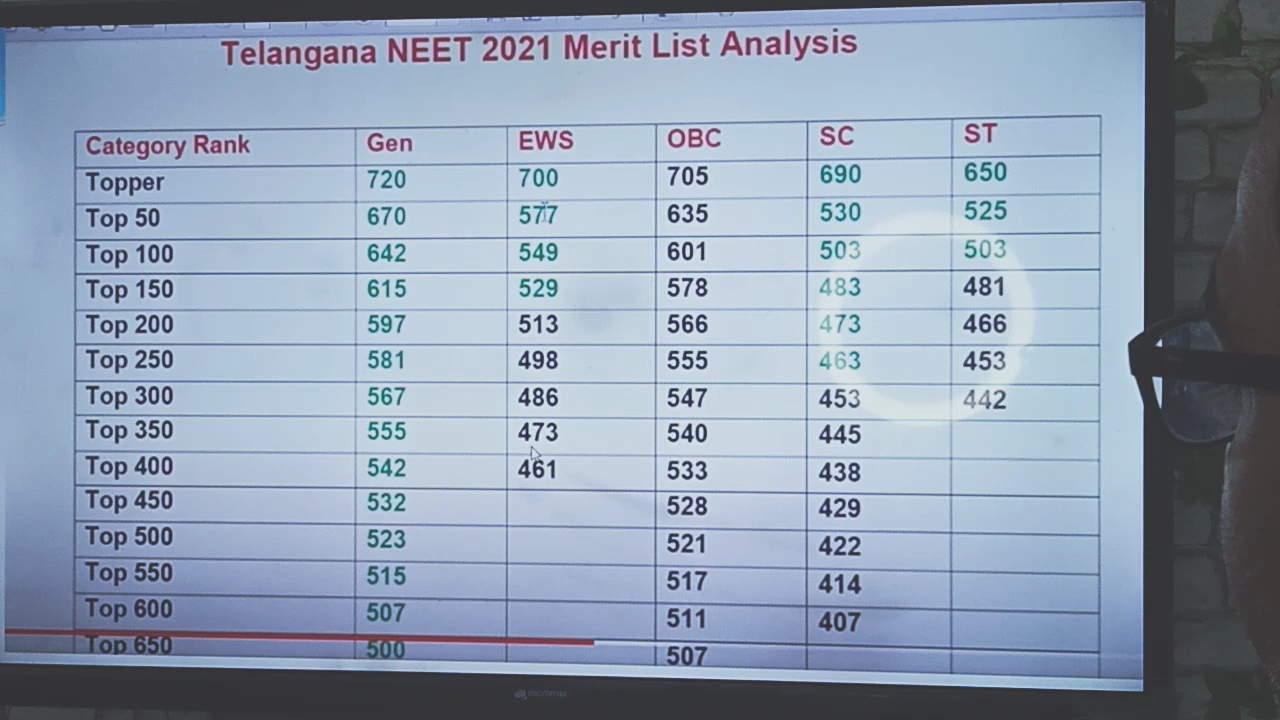 Telangana NEET 2021 Merit List Analysis
Category Rank Gen EWS OBC SC ST
Topper 720 700 705 690 650
Top 50 670 577 635 530 525
Top 100 642 549 601 503 503
Top 150 615 529 578 483 481
Top 200 597 513 566 473 466
Top 250 581 498 555 463 453
Top 300 567 486 547 453 442
Top 350 555 473 540 445
Top 400 542 461 533 438
Top 450 532 528 429
Top 500 523 521 422
Top 550 515 517 414
Top 600 507 511 407
Top 650 500 507
micromax